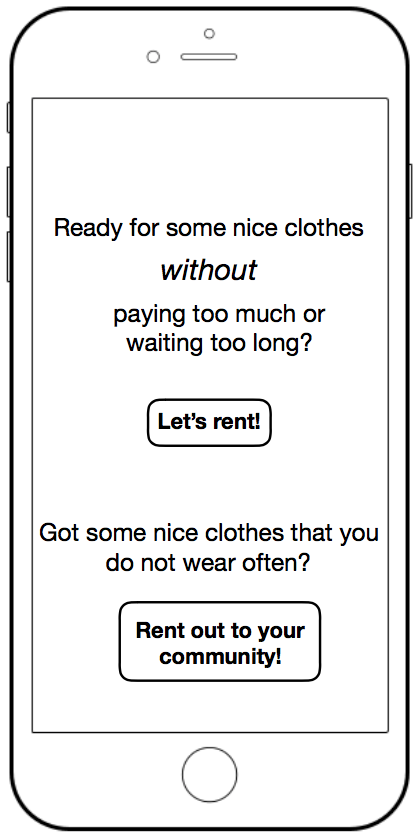 Ready for some nice clothes
without
paying too much or
waiting too long?
Let’s rent!
Got some nice clothes that you
do not wear often?
Rent out to your
community!